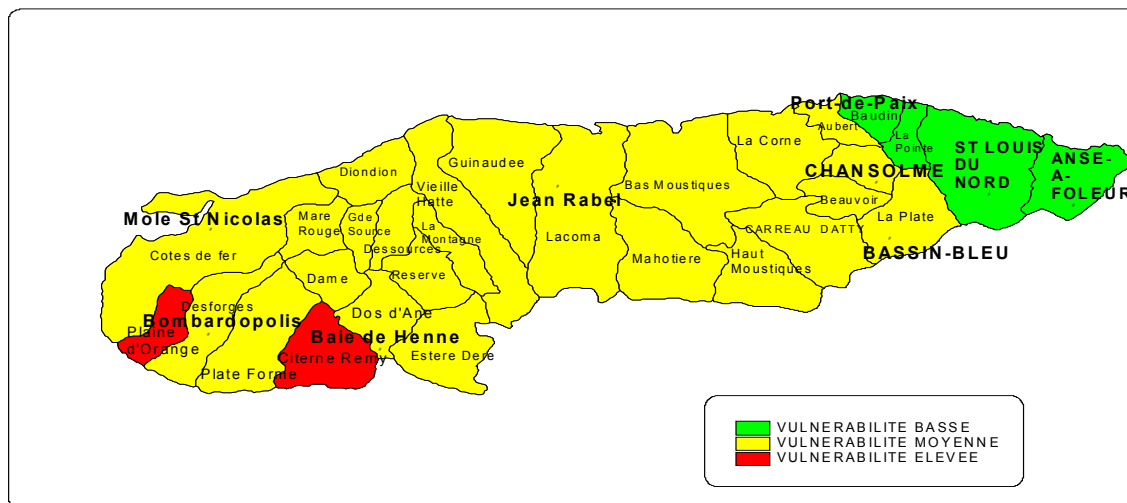 Port-de-Paix
Baudin
Aubert
La
Pointe
La Corne
ST LOUIS
DU
NORD
ANSE-
A-
FOLEUR
Guinaudee
Diondion
CHANSOLME
Vieille
Hatte
Bas Moustiques
Jean Rabel
Beauvoir
La Plate
Mole St Nicolas
Mare
Rouge
Gde
Source
La
Montagne
CARREAU DATTY
Lacoma
Dessources
Cotes de fer
BASSIN-BLEU
Mahotiere
Haut
Moustiques
Dame
Reserve
Desforges
Bombardopolis
Dos d'Ane
Plaine
d'Orange
Baie de Henne
Citerne Remy
Estere Dere
Plate Forme
VULNERABILITE BASSE
VULNERABILITE MOYENNE
VULNERABILITE ELEVEE